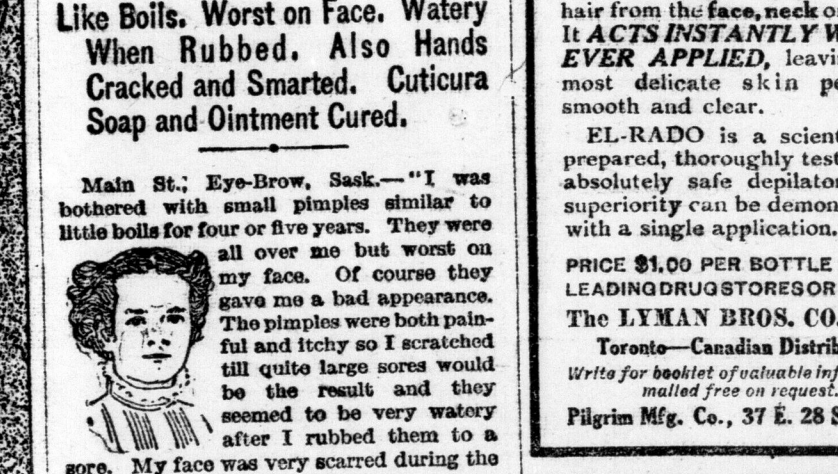 Like Boils. Worst on Face. Watery
When Rubbed. Also Hands
Cracked and Smarted. Cuticura
Soap and Ointment Cured.
Main St., Eye-Brow, Sask.—"I was
bothered with small pimples similar to
little boils for four or five years. They were
all over me but worst on
my face. Of course they
gave me a bad appearance.
The pimples were both pain-
ful and itchy so I scratched
till quite large sores would
be the result and they
seemed to be very watery
after I rubbed them to a
sore. My face was very scarred during the
hair from the face, neck o
It ACTS INSTANTLY W
EVER APPLIED, leavi
most delicate skin pe
smooth and clear.
EL-RADO is a scient
prepared, thoroughly test
absolutely safe depilator
superiority can be demon
with a single application.
PRICE $1.00 PER BOTTLE
LEADING DRUG STORES OR
The LYMAN BROS. CO.
Toronto—Canadian Distrib
Write for booklet of valuable inf
mailed free on request.
Pilgrim Mfg. Co., 37 E. 28 S